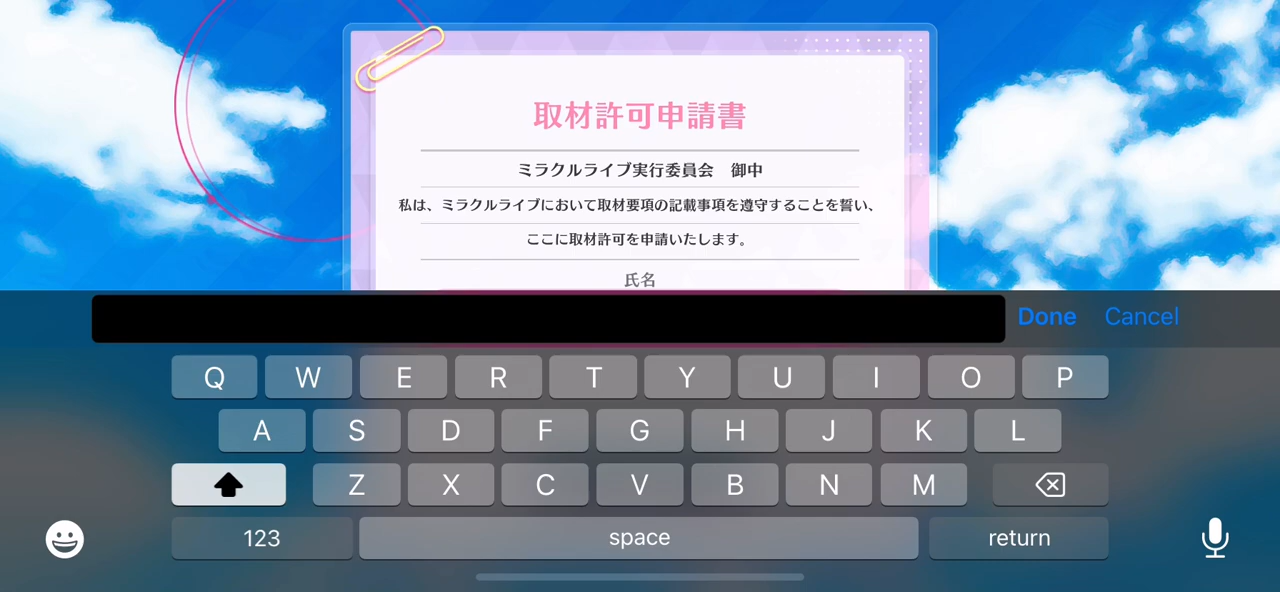 取材許可申請書
ミラクルライブ実行委員会　御中
私は、ミラクルライブにおいて取材要項の記載事項を遵守することを誓い、
ここに取材許可を申請いたします。
氏名
Done Cancel
Q W E R T Y U I O P
A S D F G H J K L
Z X C V B N M
123 space return